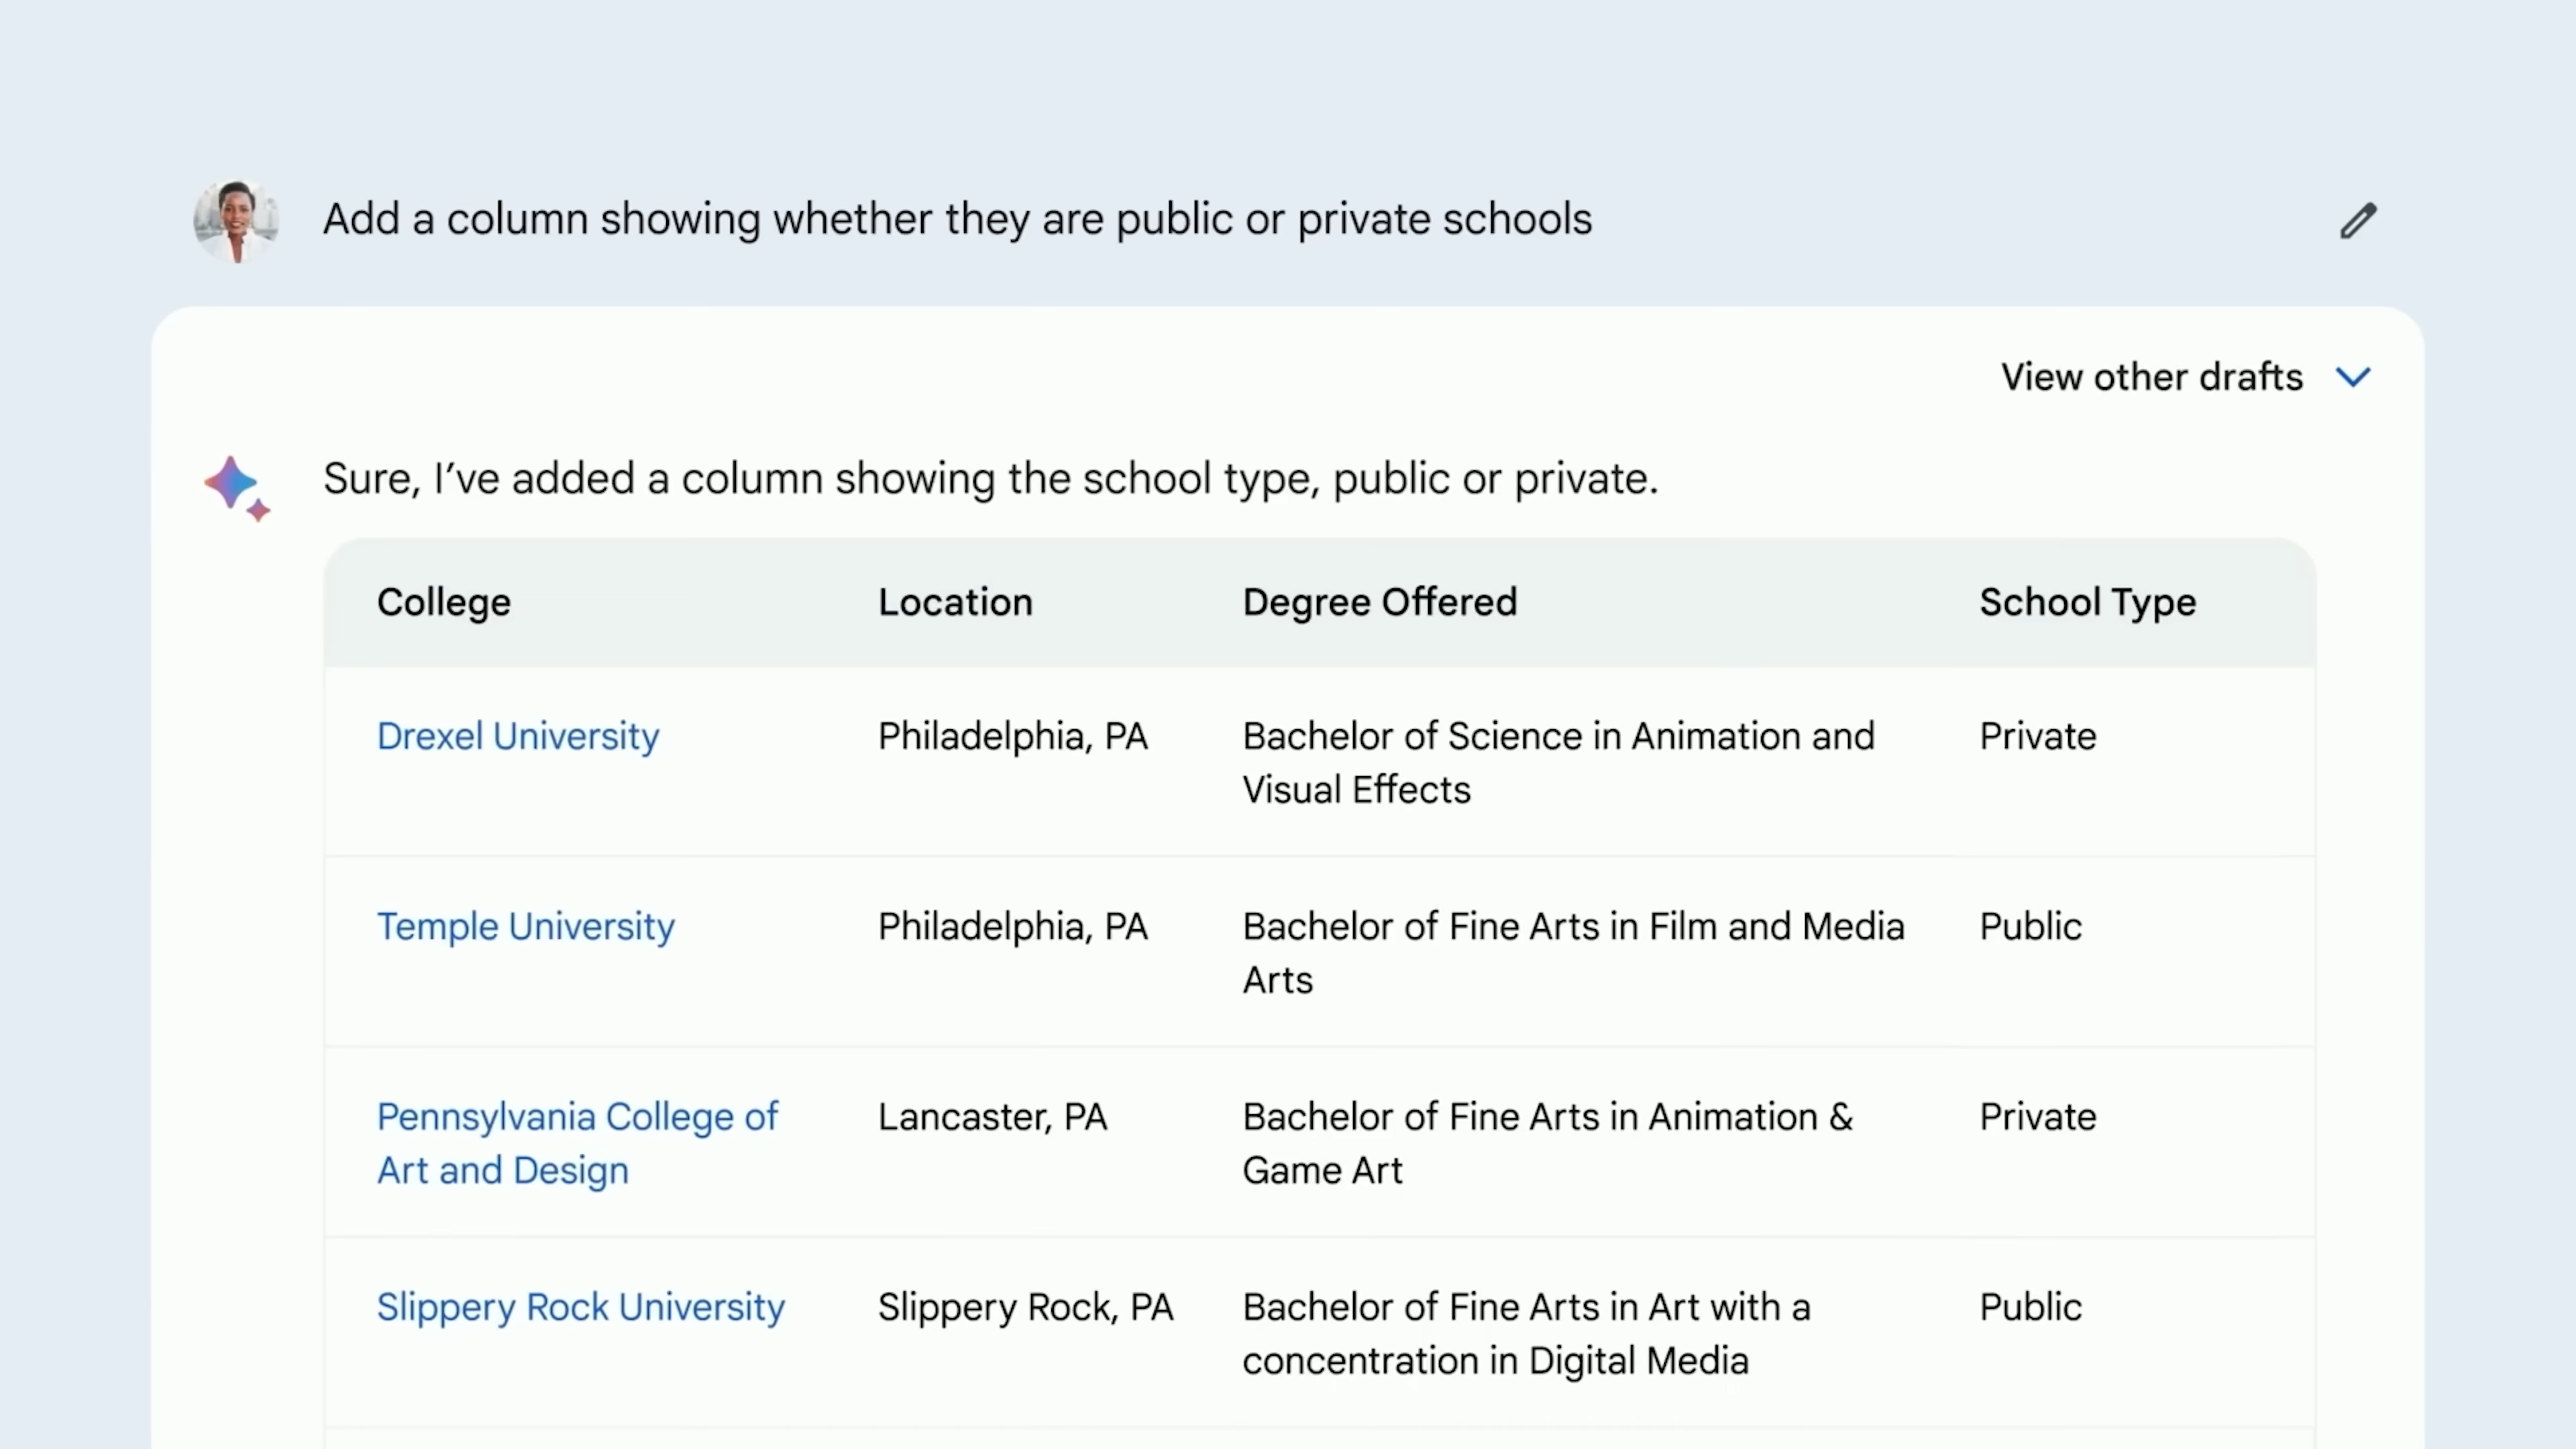 Add a column showing whether they are public or private schools
View other drafts
Sure, I’ve added a column showing the school type, public or private.
College Location Degree Offered School Type
Drexel University Philadelphia, PA Bachelor of Science in Animation and Private
Visual Effects
Temple University Philadelphia, PA Bachelor of Fine Arts in Film and Media Public
Arts
Pennsylvania College of Lancaster, PA Bachelor of Fine Arts in Animation & Private
Art and Design Game Art
Slippery Rock University Slippery Rock, PA Bachelor of Fine Arts in Art with a Public
concentration in Digital Media